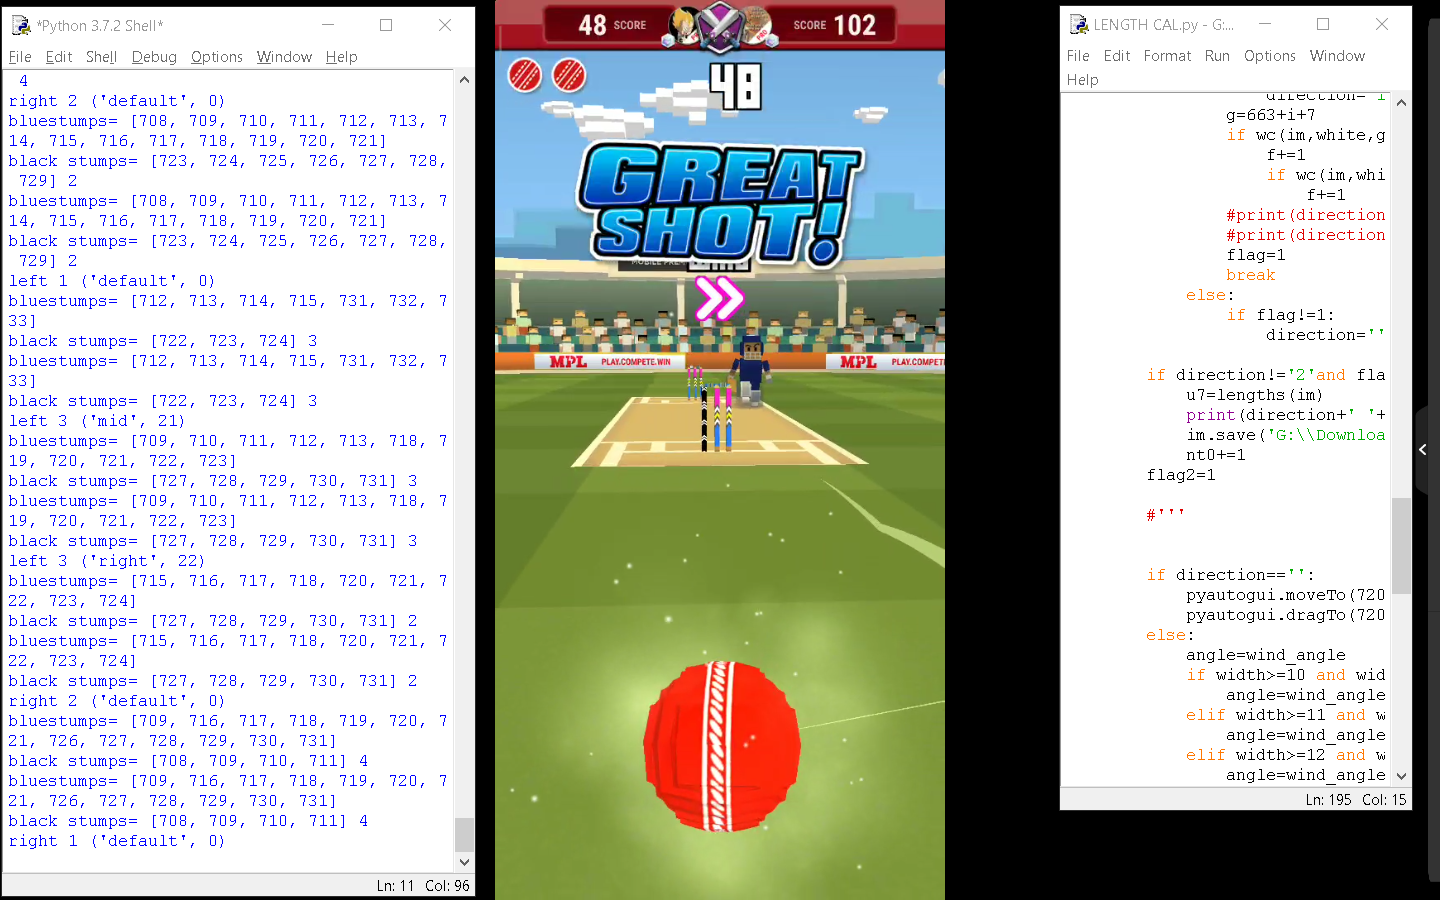 *Python 3.7.2 Shell*
File Edit Shell Debug Options Window Help
4
right 2 ('default', 0)
bluestumps= [708, 709, 710, 711, 712, 713, 7
14, 715, 716, 717, 718, 719, 720, 721]
black stumps= [723, 724, 725, 726, 727, 728,
729] 2
bluestumps= [708, 709, 710, 711, 712, 713, 7
14, 715, 716, 717, 718, 719, 720, 721]
black stumps= [723, 724, 725, 726, 727, 728,
729] 2
left 1 ('default', 0)
bluestumps= [712, 713, 714, 715, 731, 732, 7
33]
black stumps= [722, 723, 724] 3
bluestumps= [712, 713, 714, 715, 731, 732, 7
33]
black stumps= [722, 723, 724] 3
left 3 ('mid', 21)
bluestumps= [709, 710, 711, 712, 713, 718, 7
19, 720, 721, 722, 723]
black stumps= [727, 728, 729, 730, 731] 3
bluestumps= [709, 710, 711, 712, 713, 718, 7
19, 720, 721, 722, 723]
black stumps= [727, 728, 729, 730, 731] 3
left 3 ('right', 22)
bluestumps= [715, 716, 717, 718, 720, 721, 7
22, 723, 724]
black stumps= [727, 728, 729, 730, 731] 2
bluestumps= [715, 716, 717, 718, 720, 721, 7
22, 723, 724]
black stumps= [727, 728, 729, 730, 731] 2
right 2 ('default', 0)
bluestumps= [709, 716, 717, 718, 719, 720, 7
21, 726, 727, 728, 729, 730, 731]
black stumps= [708, 709, 710, 711] 4
bluestumps= [709, 716, 717, 718, 719, 720, 7
21, 726, 727, 728, 729, 730, 731]
black stumps= [708, 709, 710, 711] 4
right 1 ('default', 0)
Ln: 11 Col: 96
48 SCORE SCORE 102
48
GREAT
SHOT!
MPL PLAY.COMPETE.WIN MPL PLAY.COMPETE
LENGTH CAL.py - G:...
File Edit Format Run Options Window
Help
direction='i
g=663+i+7
if wc(im,white,g
f+=1
if wc(im,whi
f+=1
#print(direction
#print(direction
flag=1
break
else:
if flag!=1:
direction=''
if direction!='2'and fla
u7=lengths(im)
print(direction+' '+
im.save('G:\\Downloa
nt0+=1
flag2=1
#'''
if direction=='':
pyautogui.moveTo(720
pyautogui.dragTo(720
else:
angle=wind_angle
if width>=10 and wid
angle=wind_angle
elif width>=11 and w
angle=wind_angle
elif width>=12 and w
angle=wind_angle
Ln: 195 Col: 15